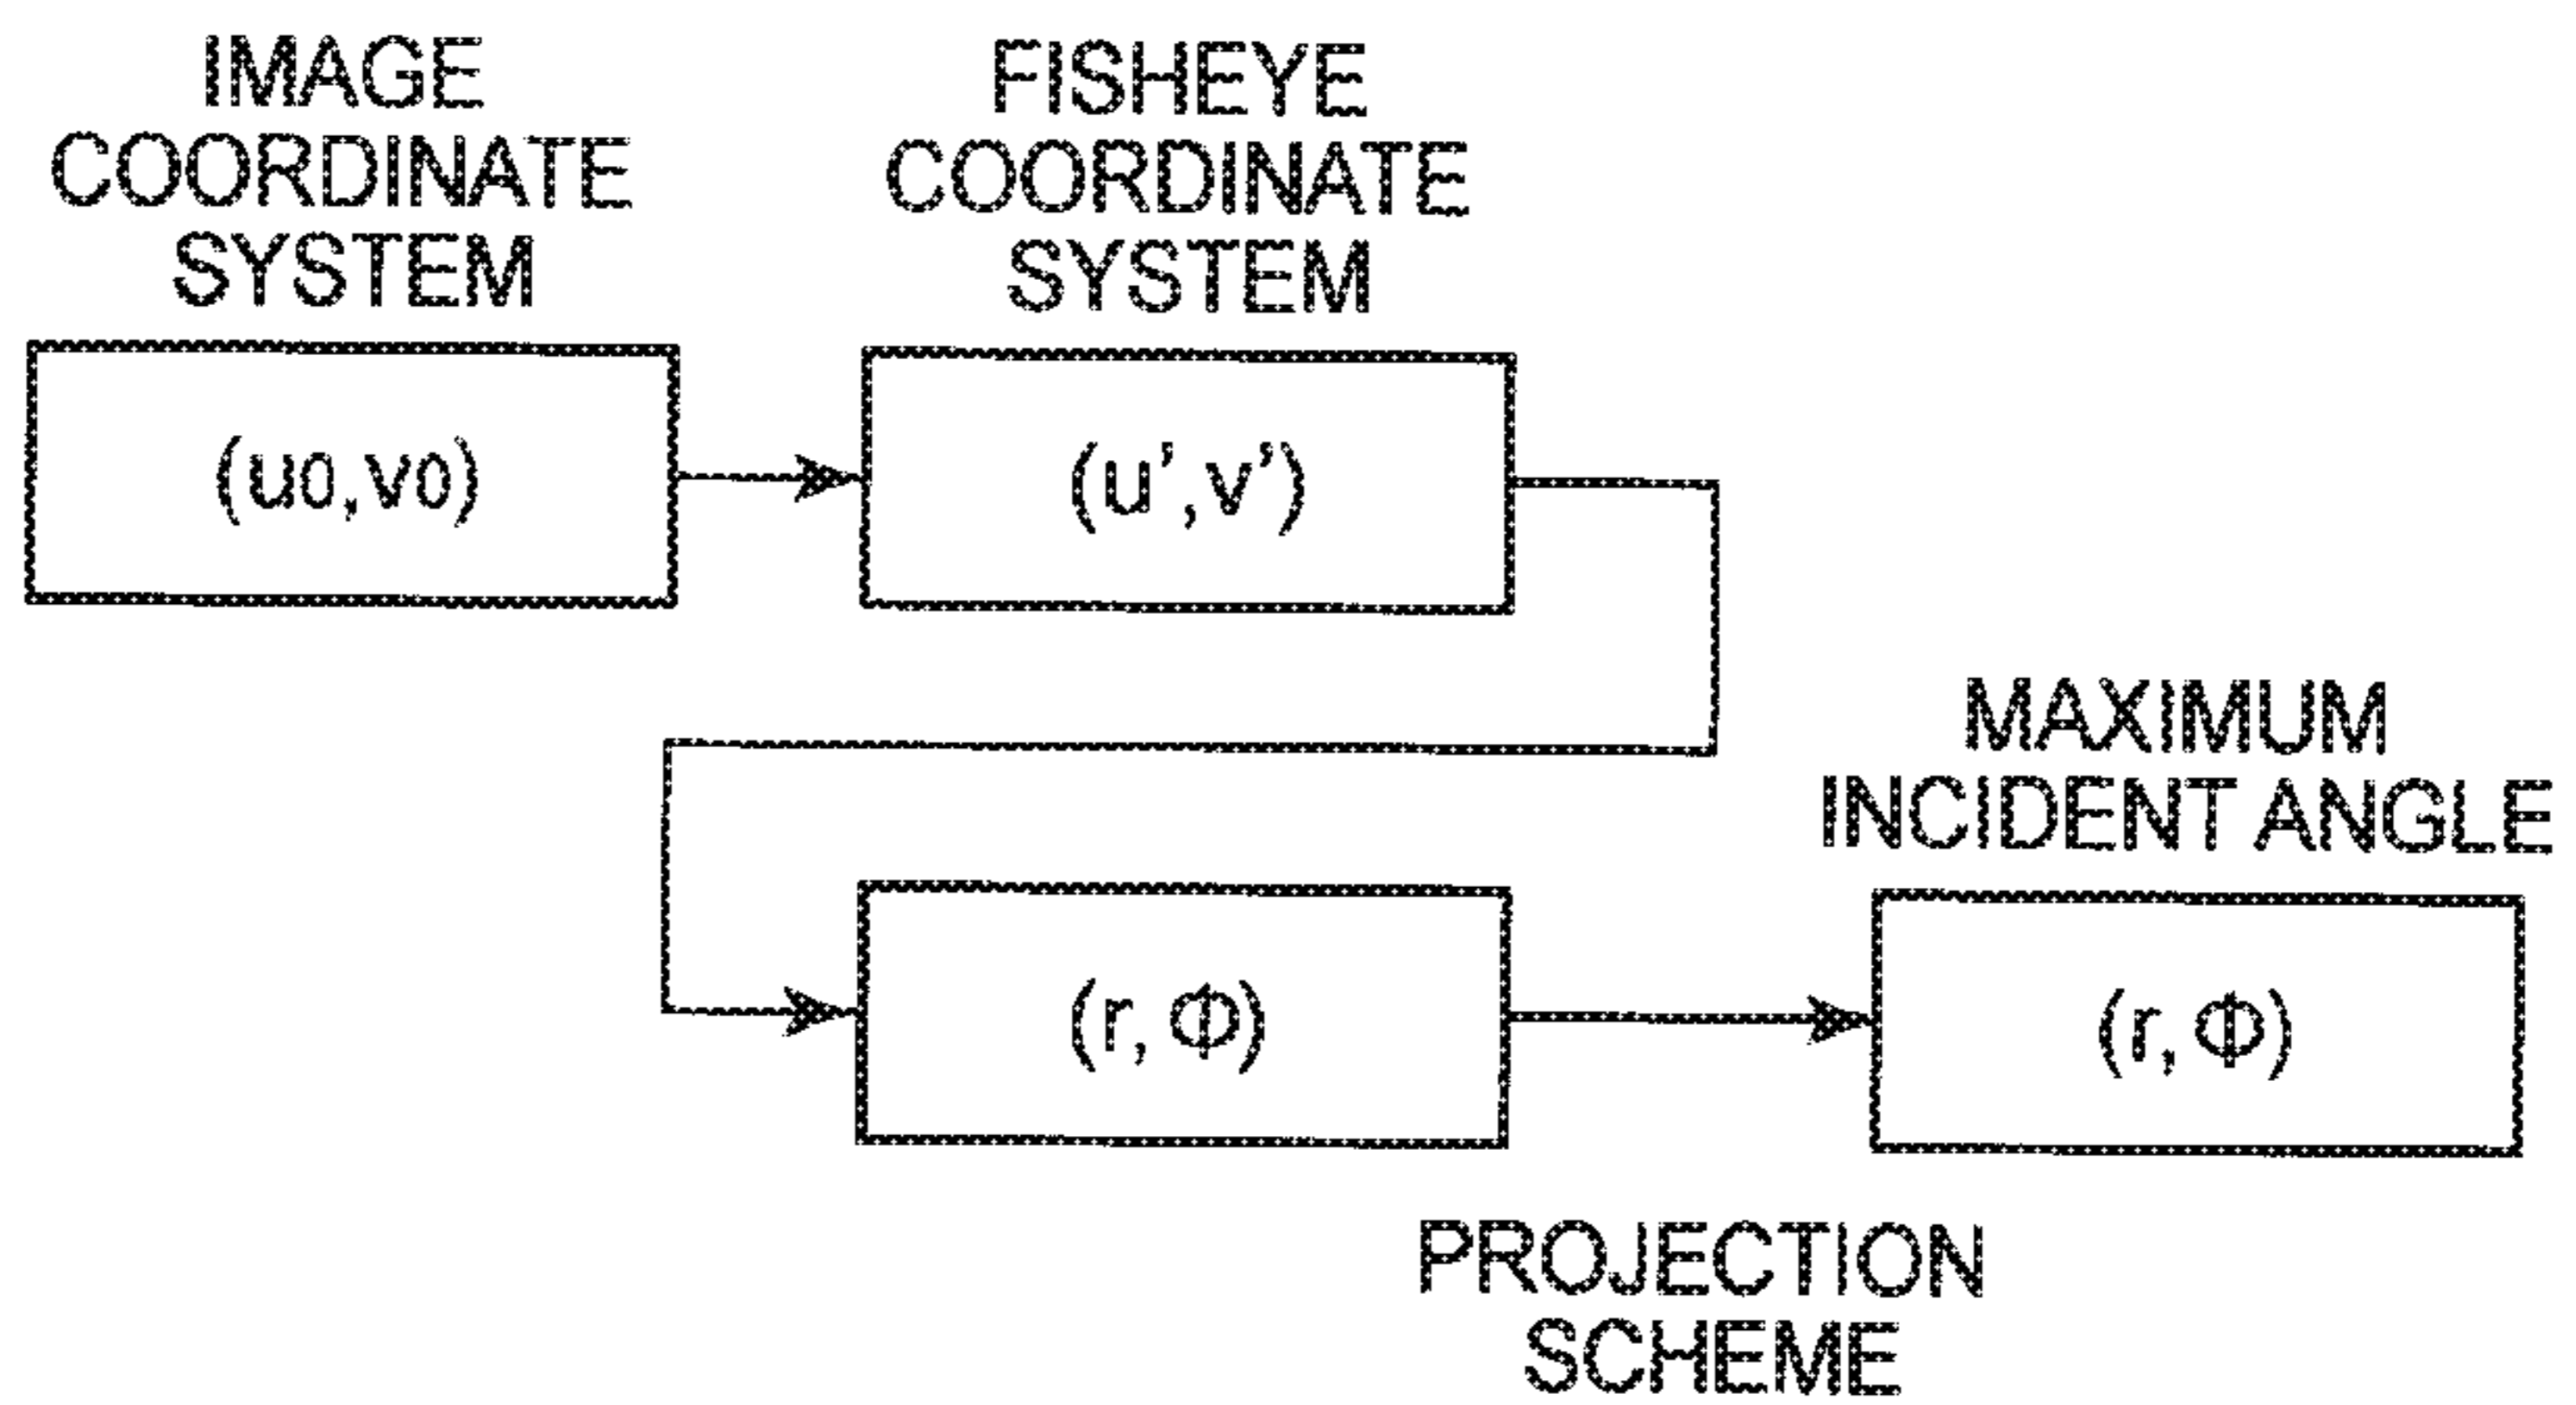 IMAGE
COORDINATE
SYSTEM
FISHEYE
COORDINATE
SYSTEM
(u0,v0)
(u',v')
MAXIMUM
INCIDENT ANGLE
(r, Φ)
(r, Φ)
PROJECTION
SCHEME